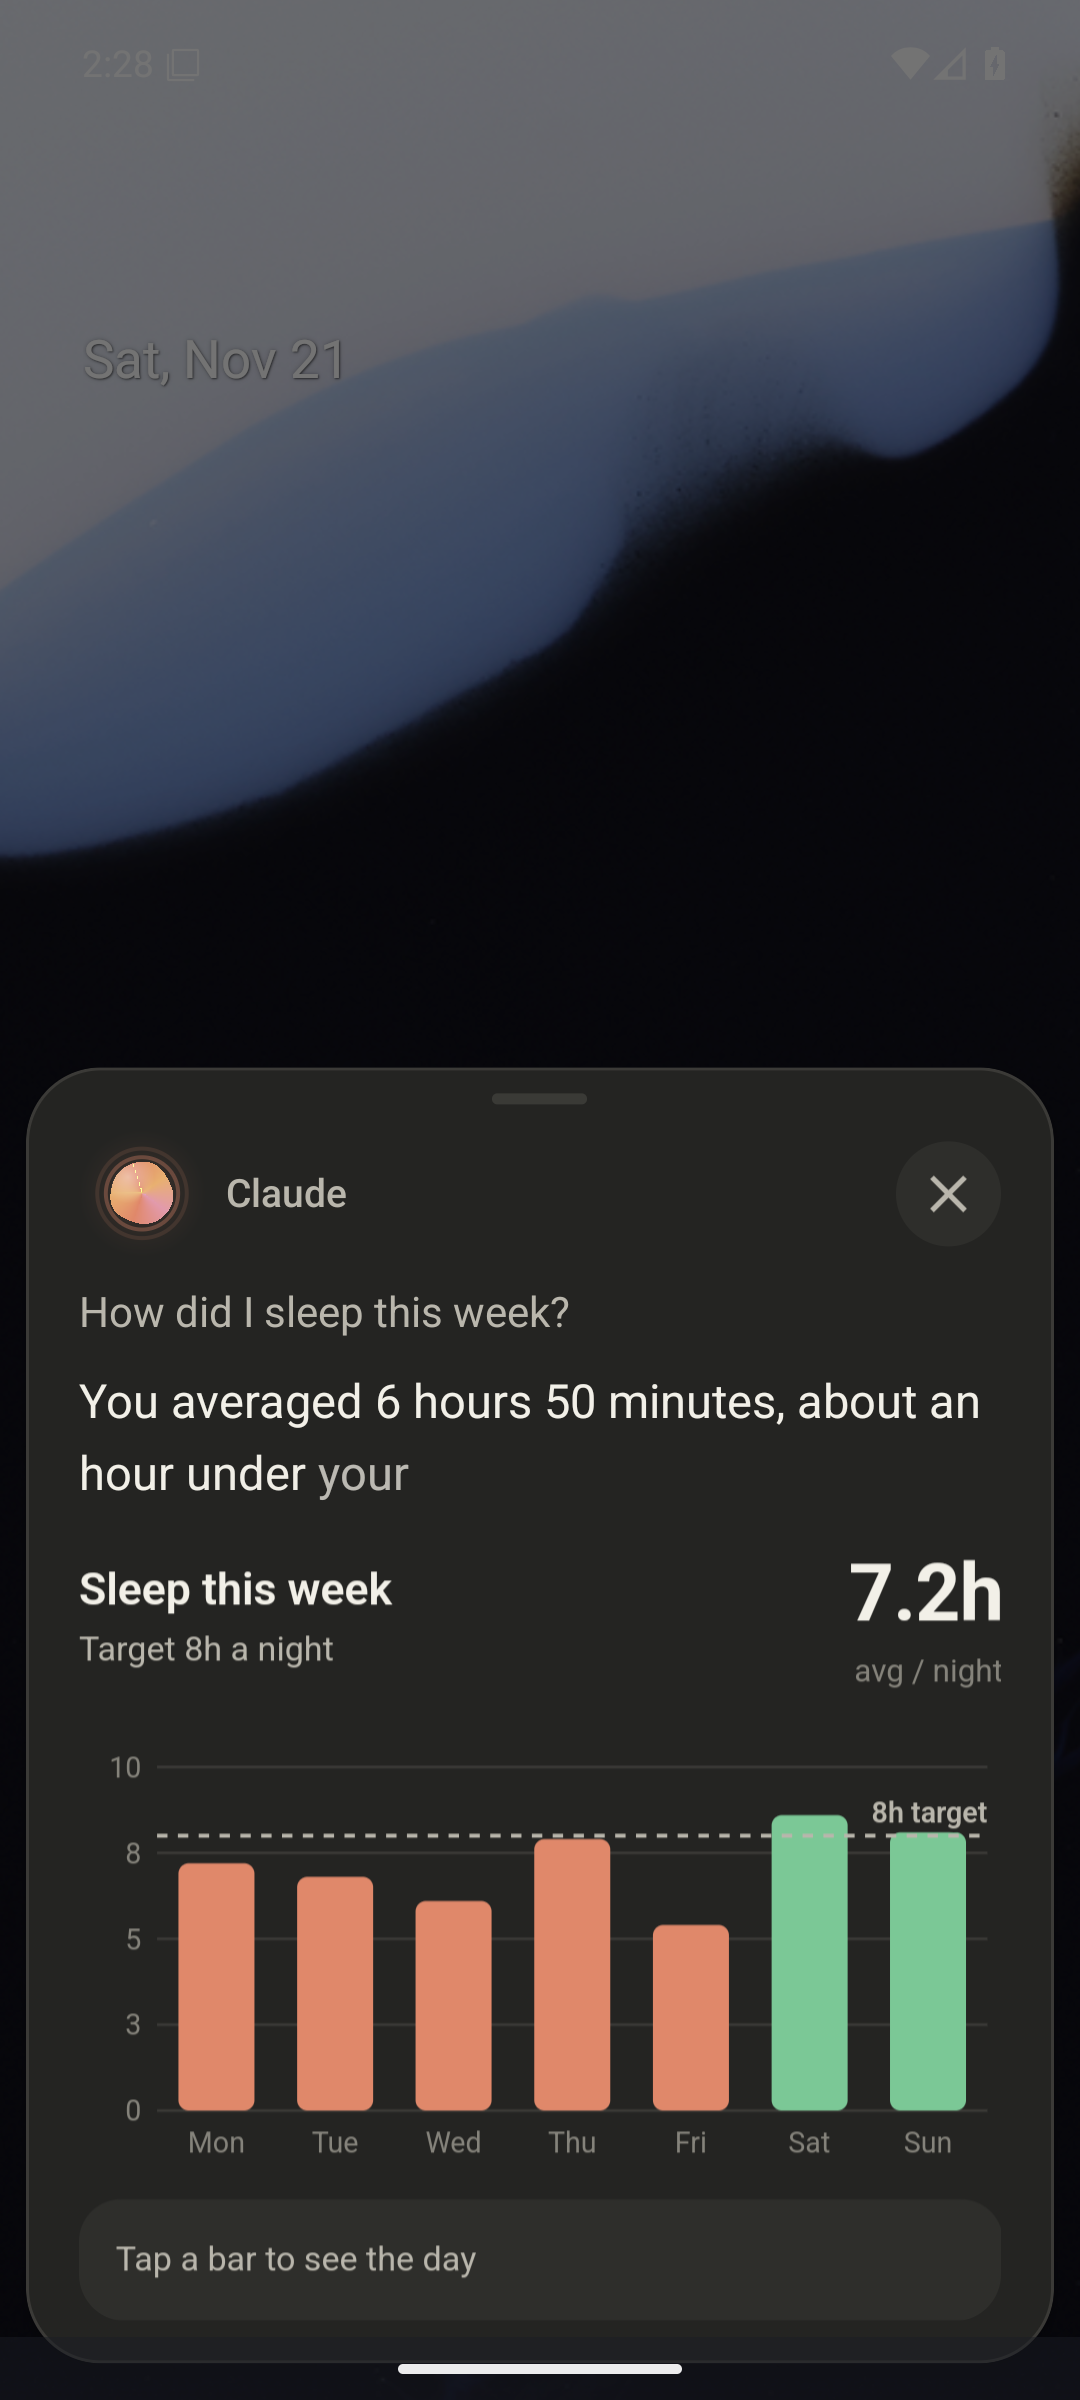 2:28
Sat, Nov 21
Claude
How did I sleep this week?
You averaged 6 hours 50 minutes, about an
hour under your
Sleep this week
7.2h
Target 8h a night
avg / night
10
8h target
8
5
3
0
Mon Tue Wed Thu Fri Sat Sun
Tap a bar to see the day